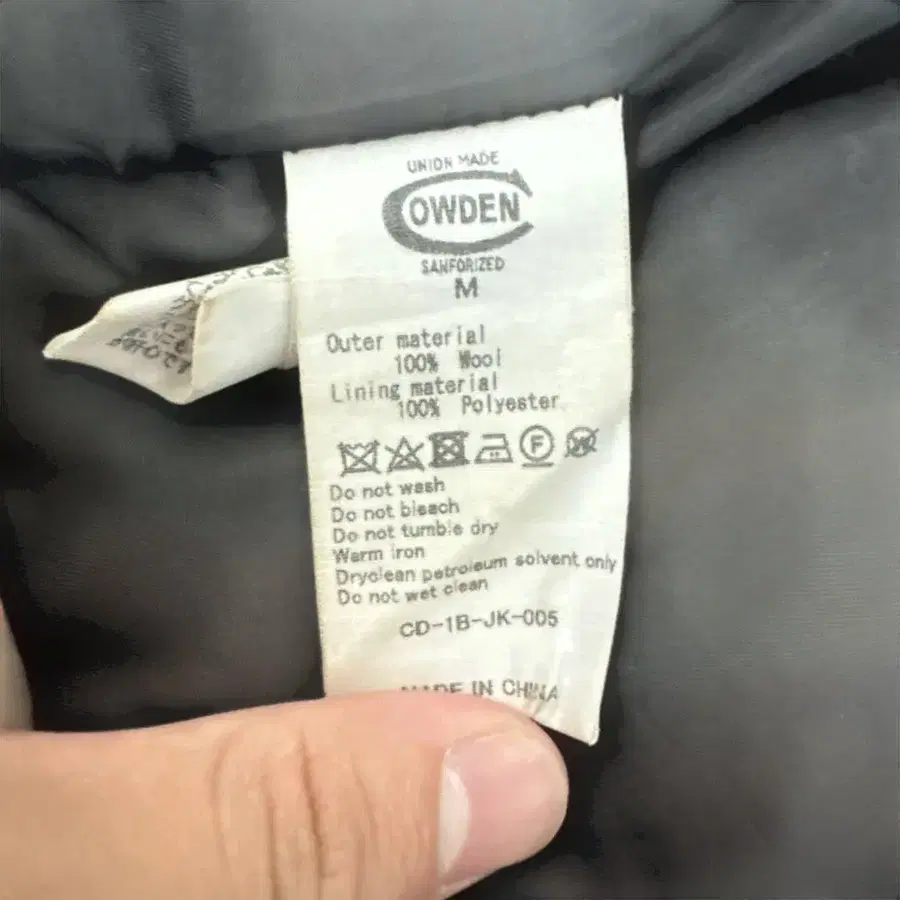 UNION MADE
COWDEN
SANFORIZED
M
Outer material
100% Wool
Lining material
100% Polyester
F
Do not wash
Do not bleach
Do not tumble dry
Warm iron
Dryclean petroleum solvent only
Do not wet clean
CD-1B-JK-005
MADE IN CHINA